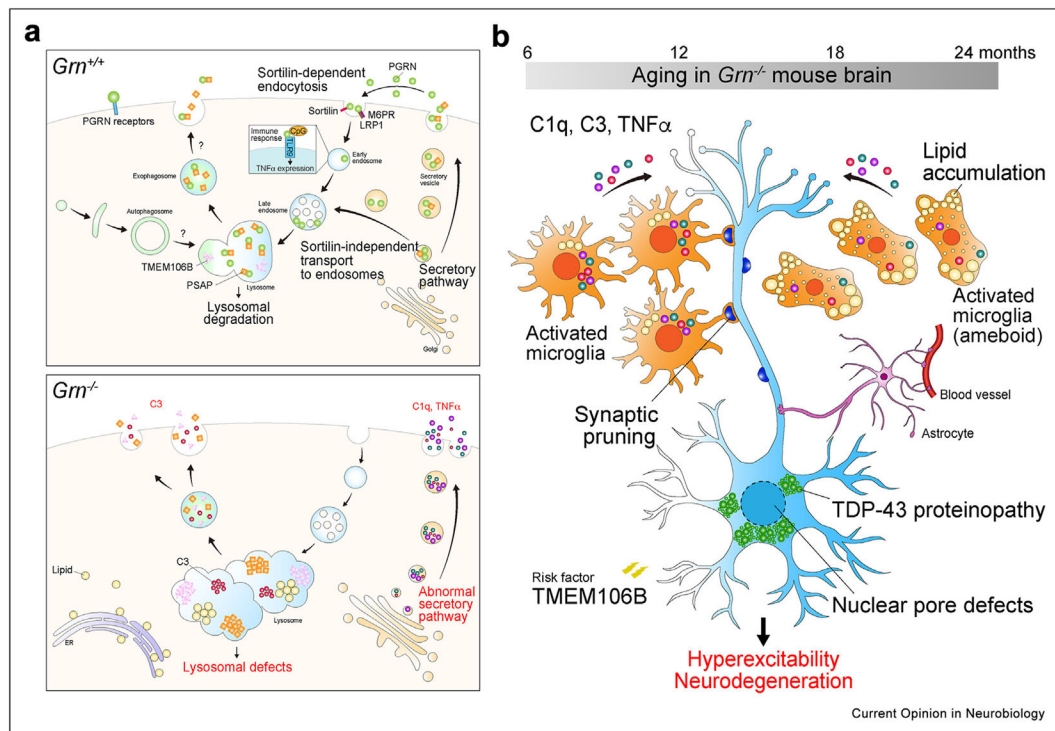 a
Grn+/+
PGRN receptors
Sortilin-dependent
endocytosis
PGRN
Sortilin
M6PR
LRP1
Immune
response
CpG
TLR9
TNFα expression
Early
endosome
?
Exophagosome
Secretory
vesicle
Autophagosome
?
Late endosome
TMEM106B
PSAP
Lysosome
Sortilin-independent
transport
to endosomes
Secretory
pathway
Lysosomal
degradation
Golgi
Grn-/-
C3
C1q, TNFα
Lipid
C3
Lysosome
ER
Abnormal
secretory
pathway
Lysosomal defects
b
6 12 18 24 months
Aging in Grn-/- mouse brain
C1q, C3, TNFα
Lipid
accumulation
Activated
microglia
Activated
microglia
(ameboid)
Blood vessel
Astrocyte
Synaptic
pruning
TDP-43 proteinopathy
Risk factor
TMEM106B
Nuclear pore defects
Hyperexcitability
Neurodegeneration
Current Opinion in Neurobiology